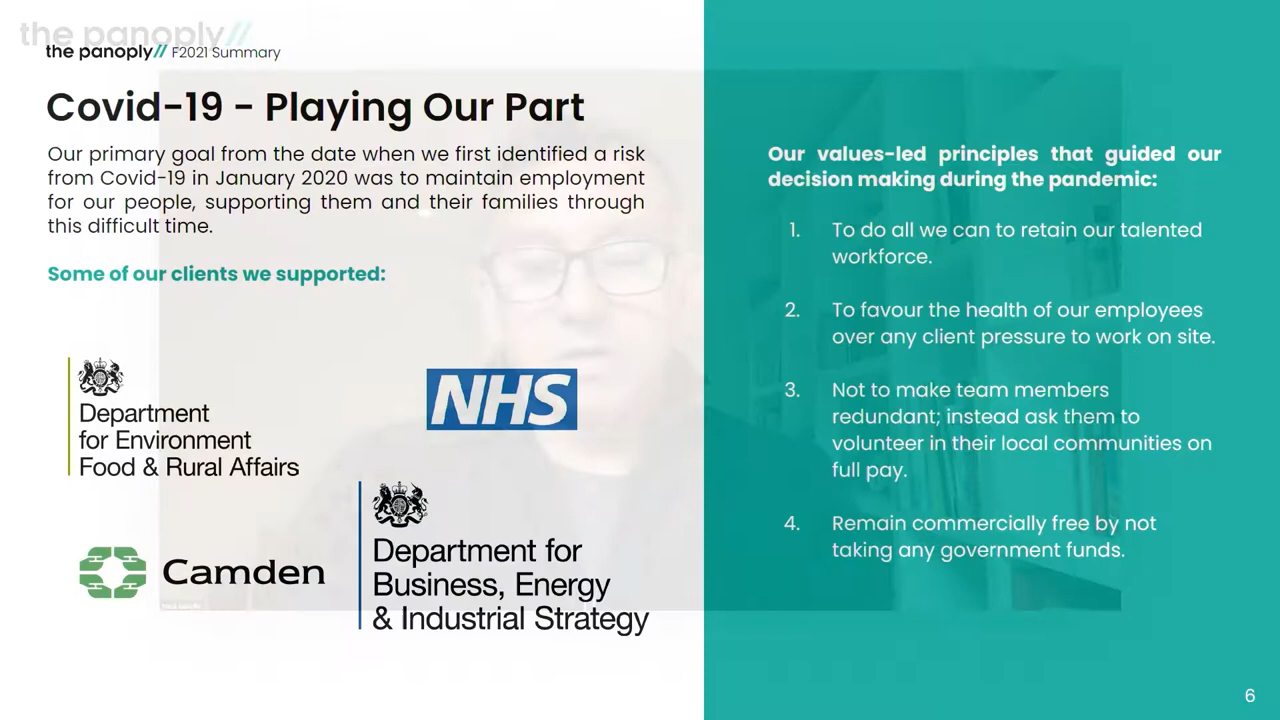 the panoply//
the panoply// F2021 Summary
Covid-19 - Playing Our Part
Our primary goal from the date when we first identified a risk
from Covid-19 in January 2020 was to maintain employment
for our people, supporting them and their families through
this difficult time.
Some of our clients we supported:
Department
for Environment
Food & Rural Affairs
NHS
Camden
Department for
Business, Energy
& Industrial Strategy
Our values-led principles that guided our
decision making during the pandemic:
1. To do all we can to retain our talented
workforce.
2. To favour the health of our employees
over any client pressure to work on site.
3. Not to make team members
redundant; instead ask them to
volunteer in their local communities on
full pay.
4. Remain commercially free by not
taking any government funds.
6